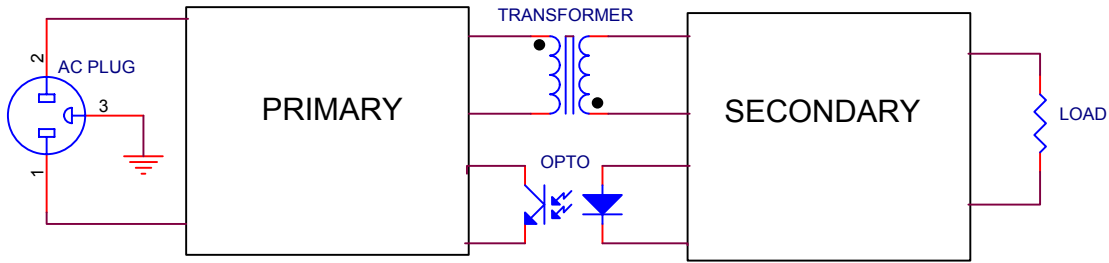 TRANSFORMER
2
AC PLUG
3
PRIMARY
SECONDARY
LOAD
OPTO
1